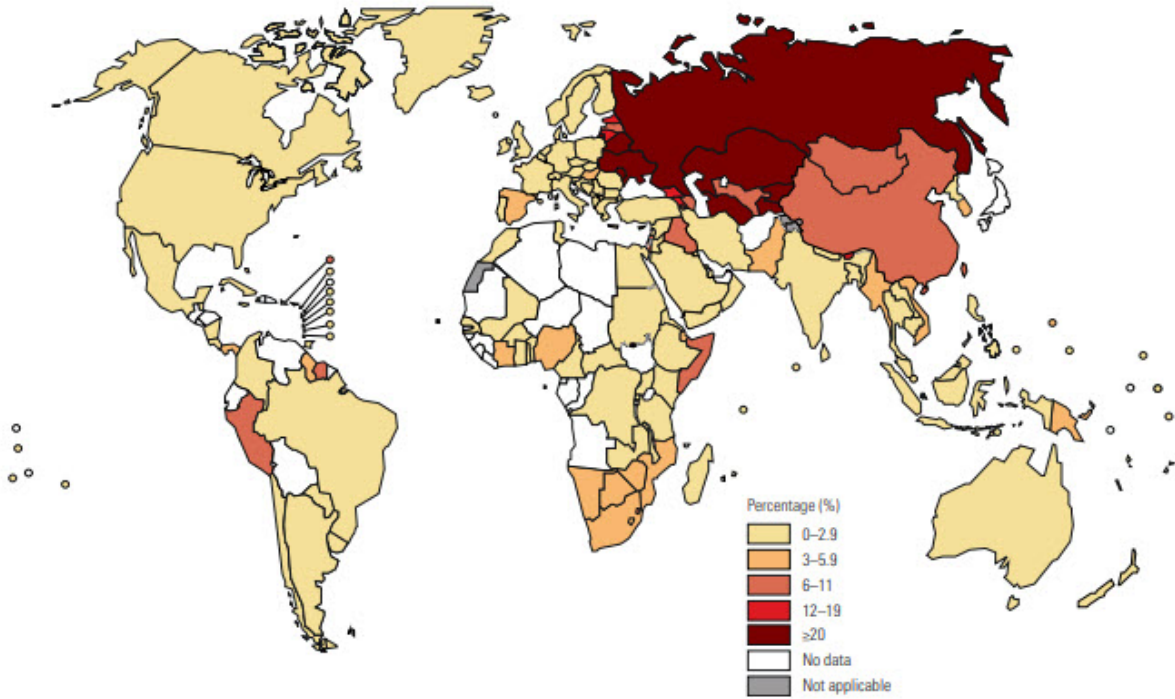 Percentage (%)
0–2.9
3–5.9
6–11
12–19
≥20
No data
Not applicable